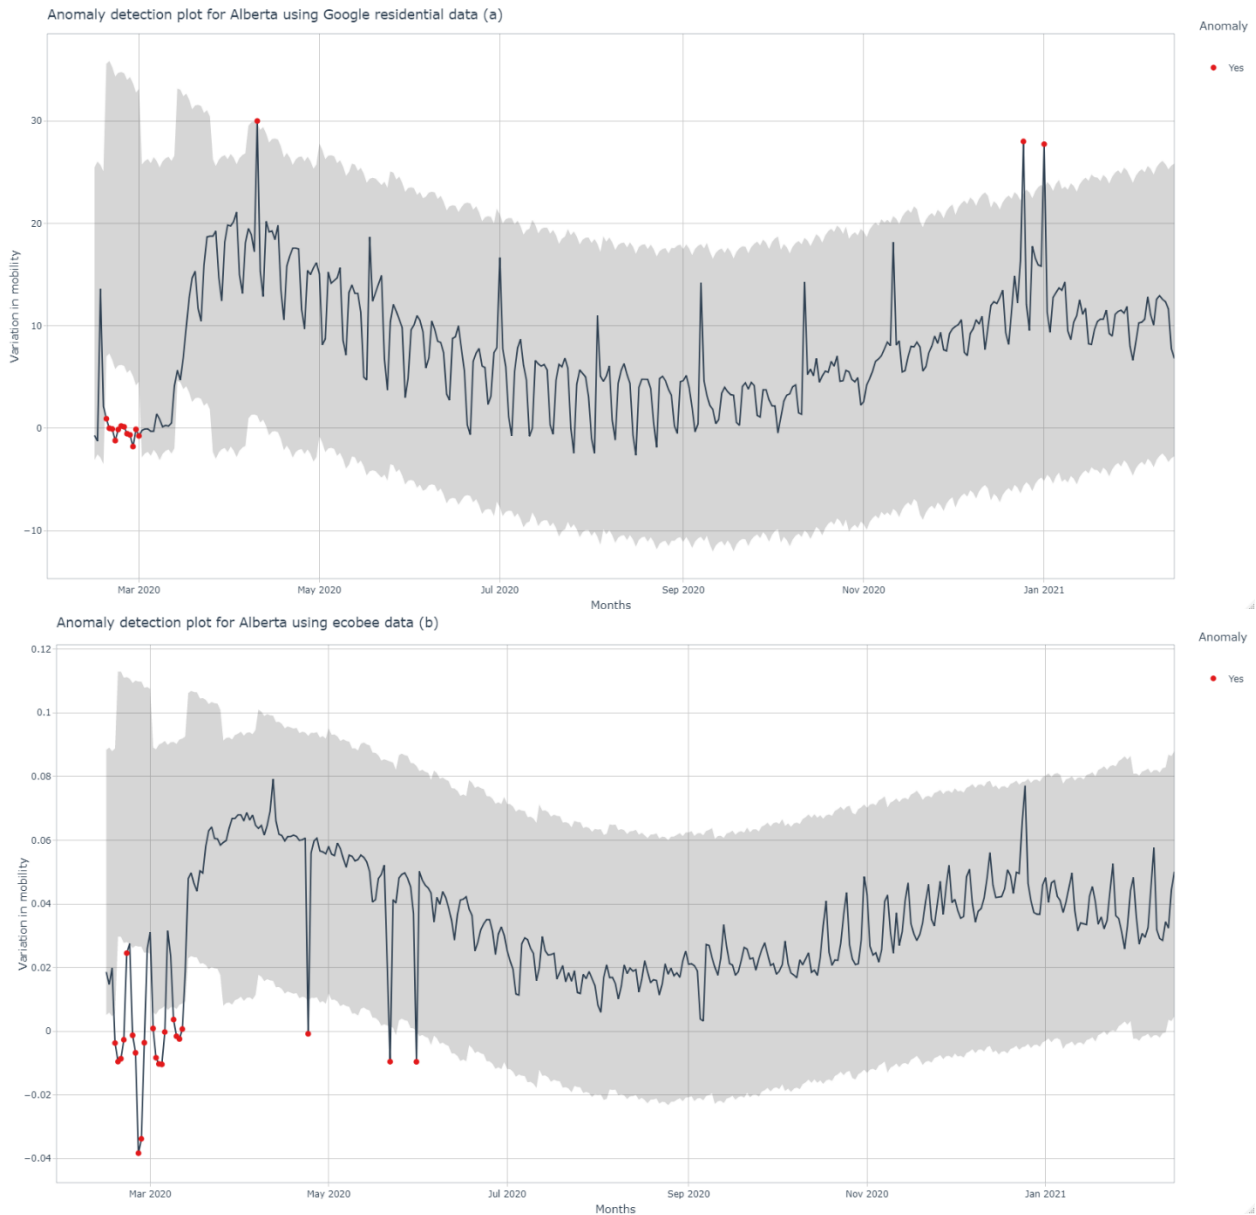 Anomaly detection plot for Alberta using Google residential data (a)
Anomaly
Yes
30
20
10
0
−10
Variation in mobility
Mar 2020 May 2020 Jul 2020 Sep 2020 Nov 2020 Jan 2021
Months
Anomaly detection plot for Alberta using ecobee data (b)
Anomaly
Yes
0.12
0.1
0.08
0.06
0.04
0.02
0
−0.02
−0.04
Variation in mobility
Mar 2020 May 2020 Jul 2020 Sep 2020 Nov 2020 Jan 2021
Months